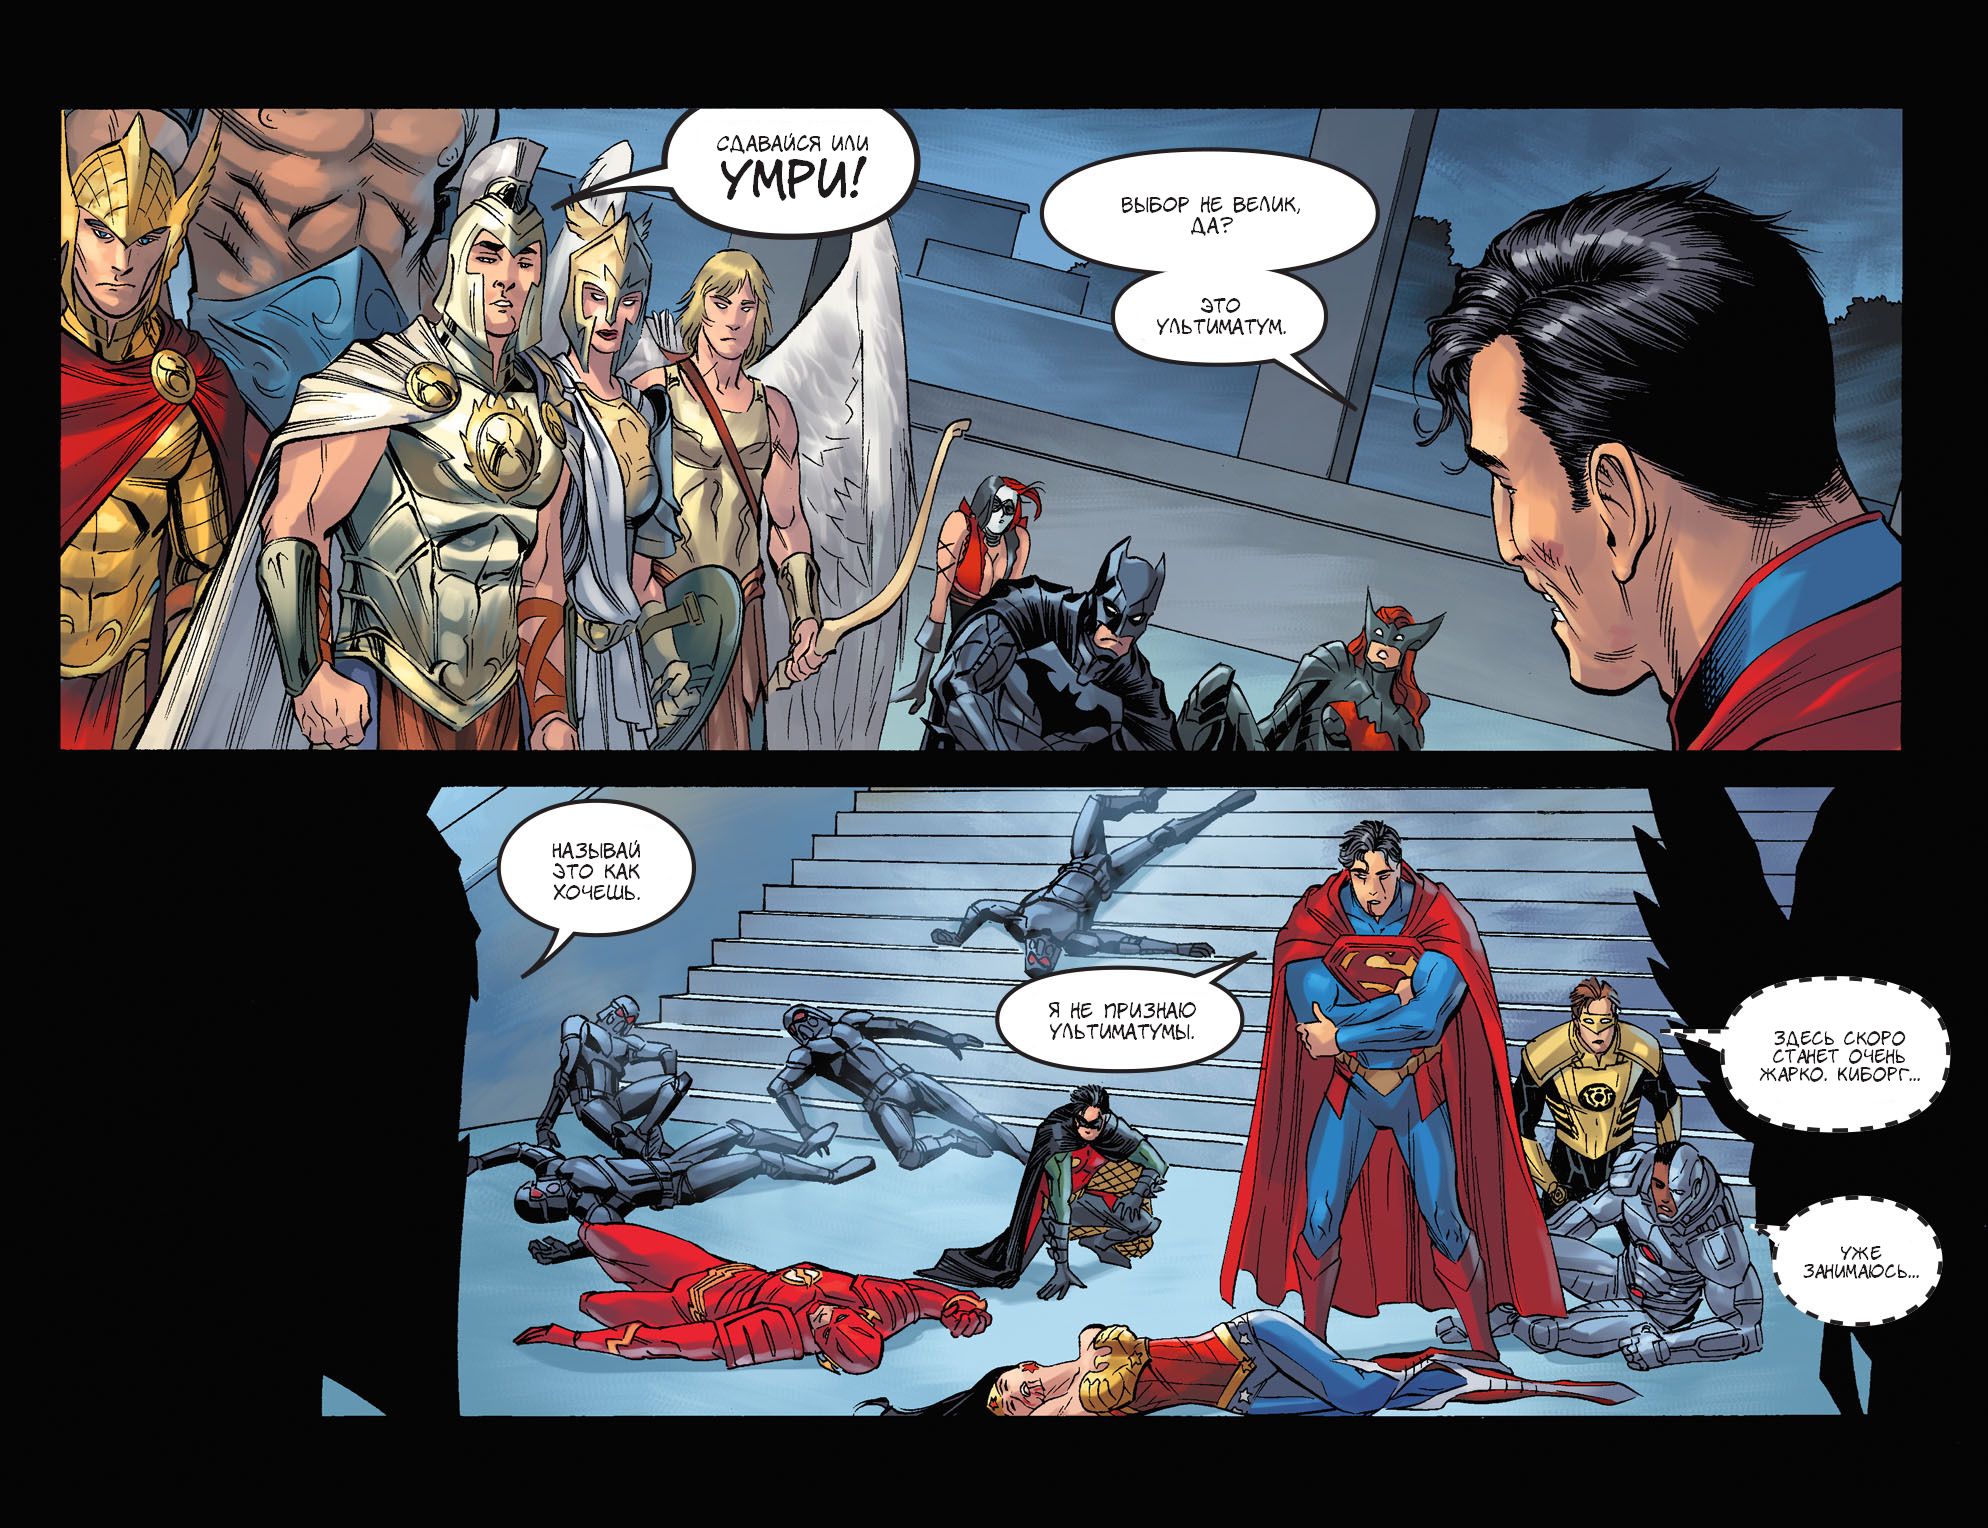 СДАВАЙСЯ ИЛИ
УМРИ!
ВЫБОР НЕ ВЕЛИК,
ДА?
ЭТО
УЛЬТИМАТУМ.
НАЗЫВАЙ
ЭТО КАК
ХОЧЕШЬ.
Я НЕ ПРИЗНАЮ
УЛЬТИМАТУМЫ.
ЗДЕСЬ СКОРО
СТАНЕТ ОЧЕНЬ
ЖАРКО. КИБОРГ...
УЖЕ
ЗАНИМАЮСЬ...